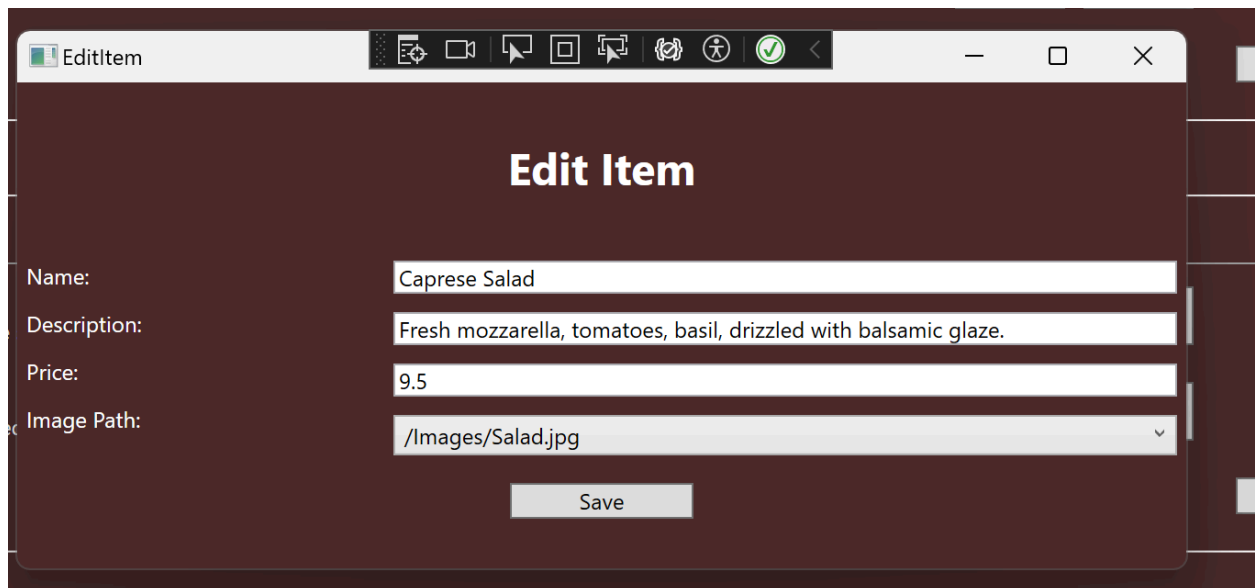 EditItem
Edit Item
Name:
Caprese Salad
Description:
Fresh mozzarella, tomatoes, basil, drizzled with balsamic glaze.
Price:
9.5
Image Path:
/Images/Salad.jpg
Save